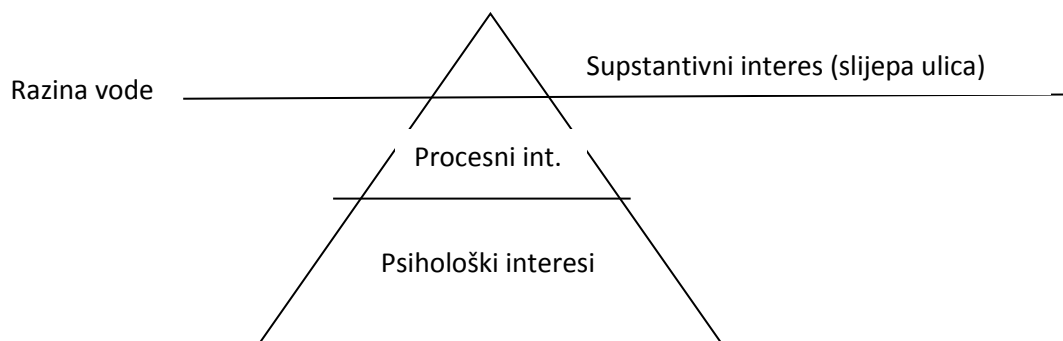 Supstantivni interes (slijepa ulica)
Razina vode
Procesni int.
Psihološki interesi